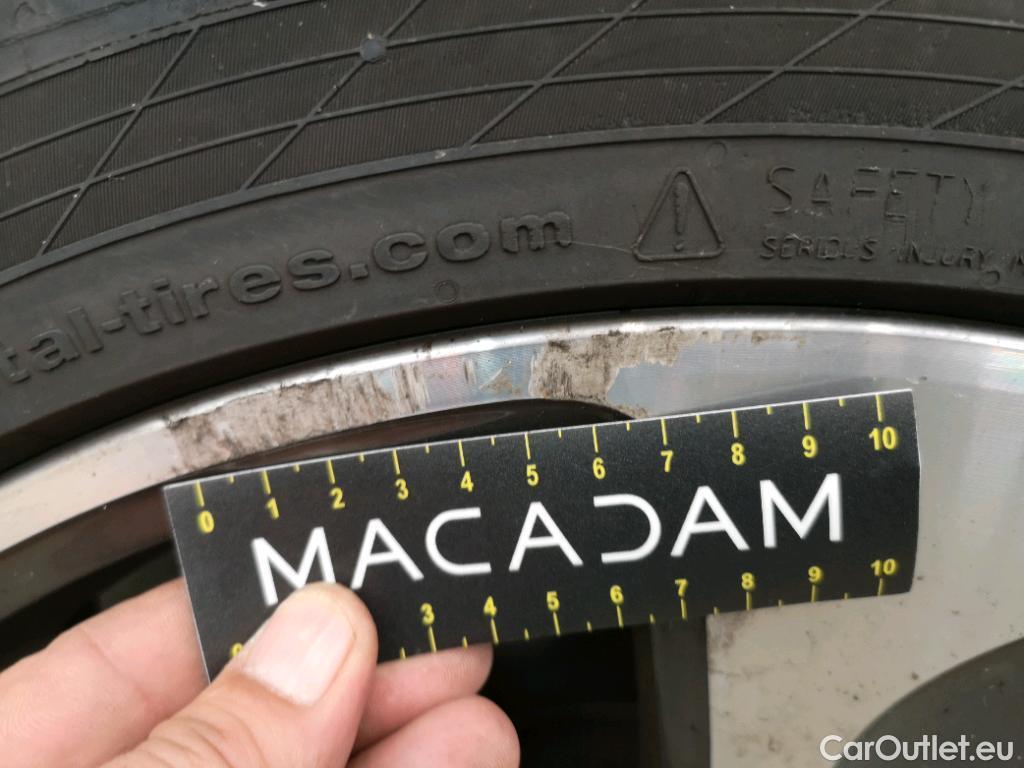 tal-tires.com
SAFETY
SERIOUS INJURY
0 1 2 3 4 5 6 7 8 9 10
MACADAM
3 4 5 6 7 8 9 10
CarOutlet.eu